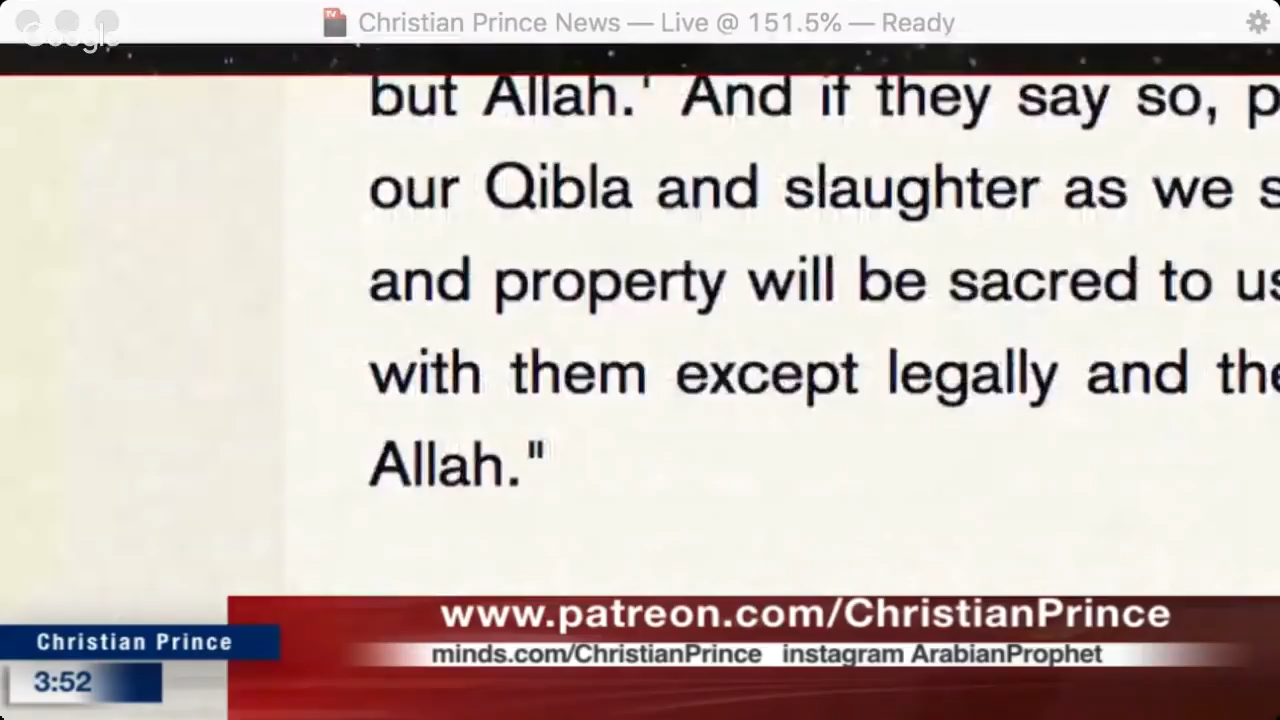 Christian Prince News — Live @ 151.5% — Ready
Google
but Allah.' And if they say so, p
our Qibla and slaughter as we s
and property will be sacred to us
with them except legally and the
Allah."
www.patreon.com/ChristianPrince
Christian Prince
minds.com/ChristianPrince instagram ArabianProphet
3:52